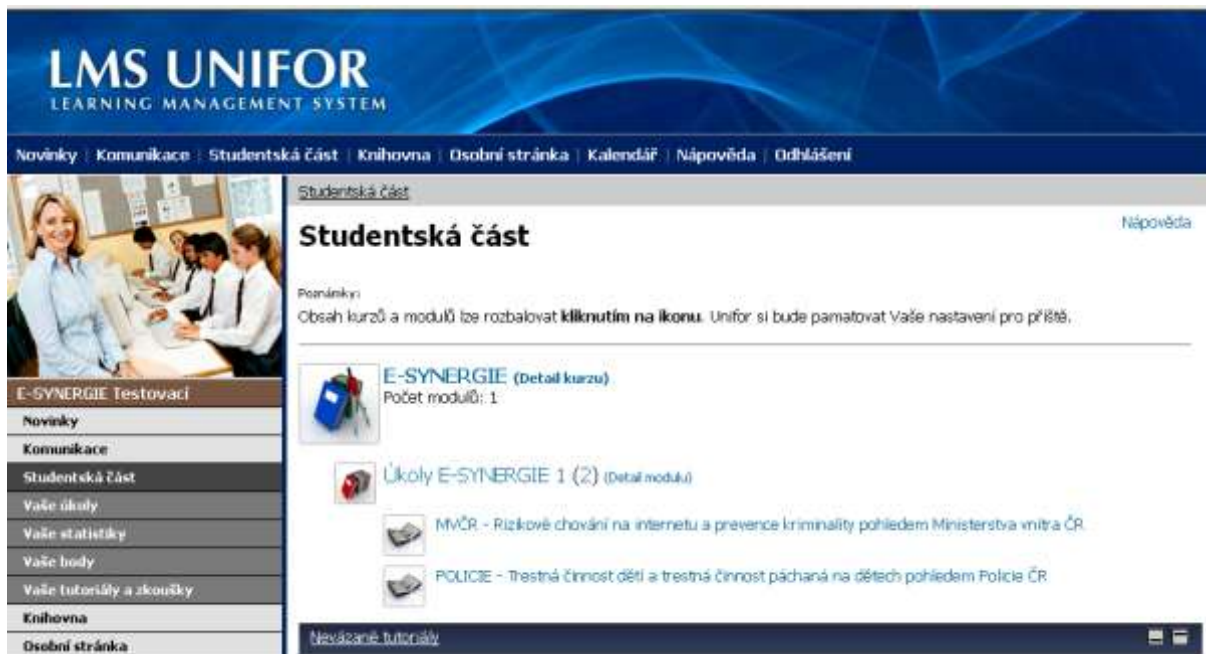 LMS UNIFOR
LEARNING MANAGEMENT SYSTEM
Novinky | Komunikace | Studentská část | Knihovna | Osobní stránka | Kalendář | Nápověda | Odhlášení
Studentská část
Nápověda
Studentská část
Poznámky:
Obsah kurzů a modulů lze rozbalovat kliknutím na ikonu. Unifor si bude pamatovat Vaše nastavení pro příště.
E-SYNERGIE (Detail kurzu)
Počet modulů: 1
Úkoly E-SYNERGIE 1 (2) (Detail modulu)
MVČR - Rizikové chování na internetu a prevence kriminality pohledem Ministerstva vnitra ČR
POLICIE - Trestná činnost dětí a trestná činnost páchaná na dětech pohledem Policie ČR
Nevázané tutoriály
E-SYNERGIE Testovací
Novinky
Komunikace
Studentská část
Vaše úkoly
Vaše statistiky
Vaše body
Vaše tutoriály a zkoušky
Knihovna
Osobní stránka